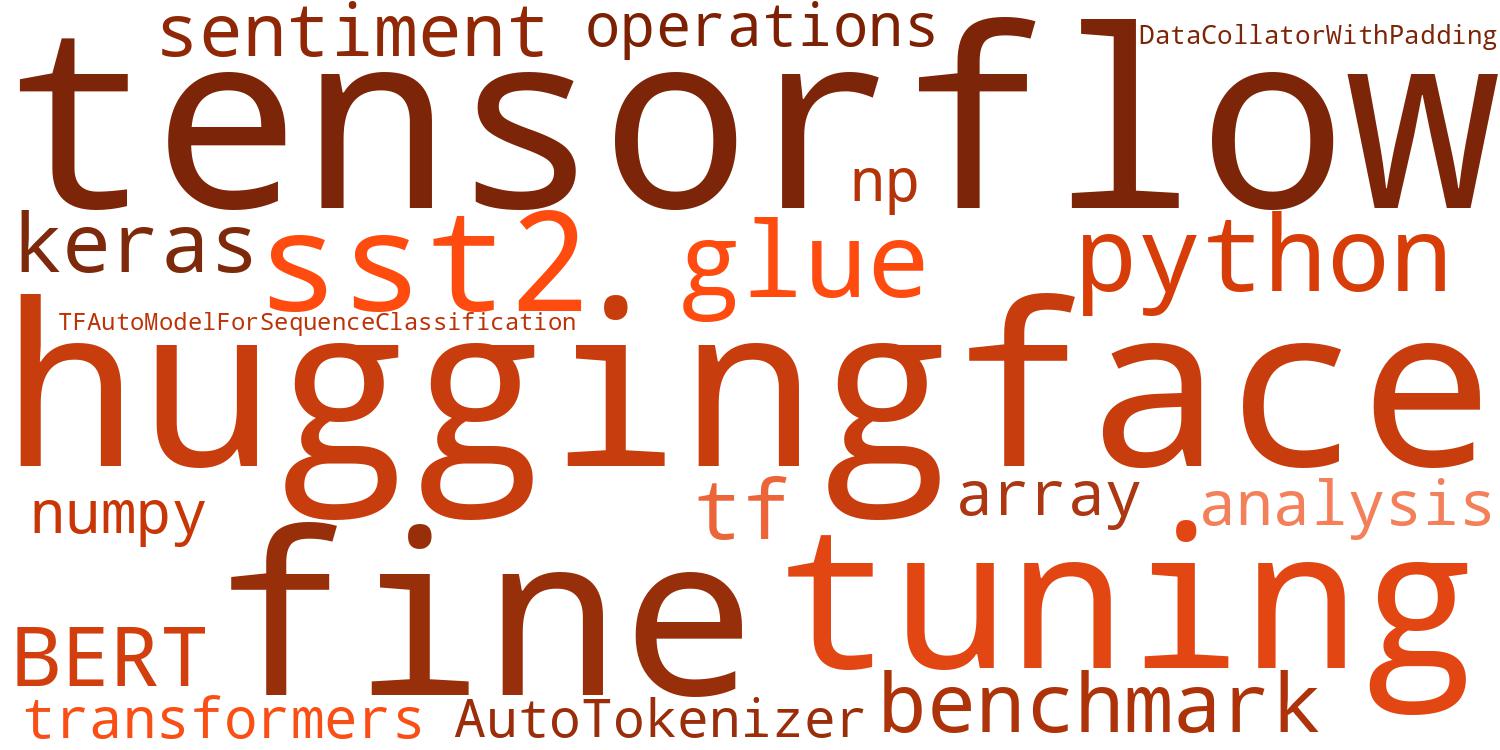 sentiment operations DataCollatorWithPadding
tensorflow
np
keras sst2 glue python
TFAutoModelForSequenceClassification
huggingface
numpy tf array analysis
fine tuning
BERT
transformers AutoTokenizer benchmark